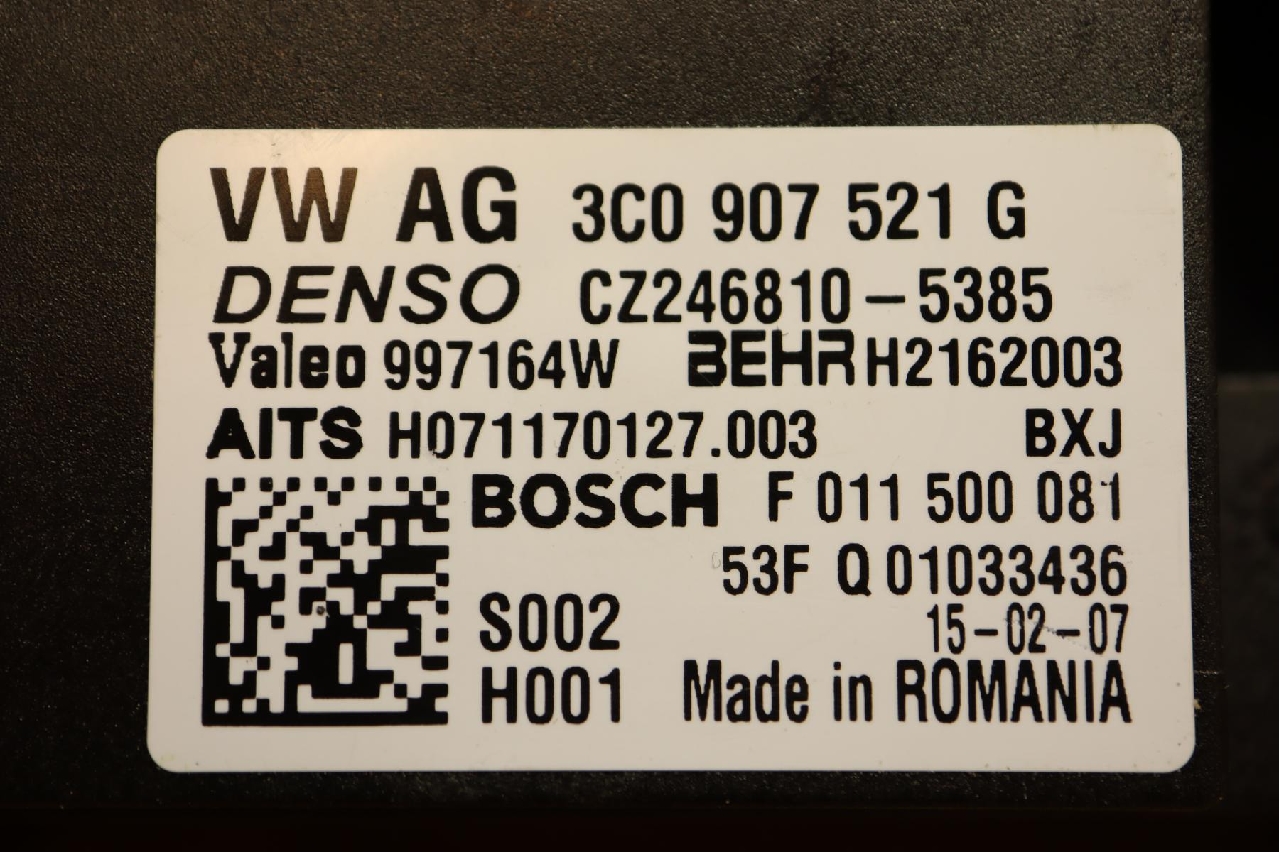 VW AG 3C0 907 521 G
DENSO CZ246810-5385
Valeo 997164W BEHR H2162003
AITS H071170127.003 BXJ
BOSCH F 011 500 081
53F Q 01033436
S002 15-02-07
H001 Made in ROMANIA